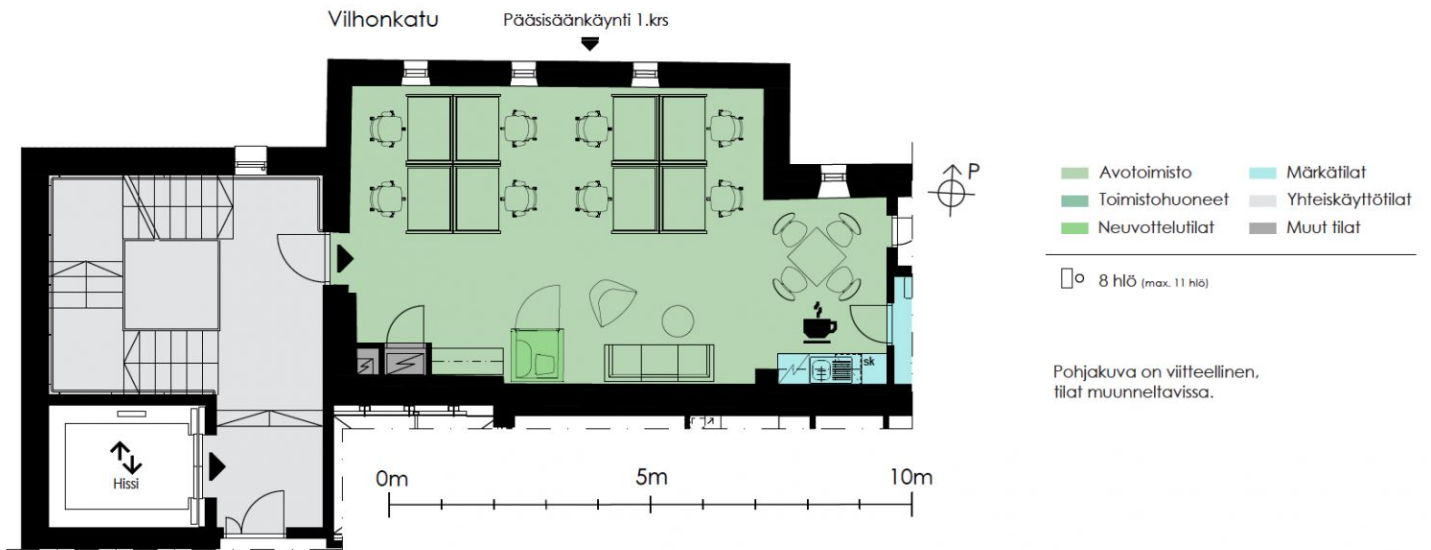 Vilhonkatu
Pääsisäänkäynti 1.krs
P
Avotoimisto
Märkätilat
Toimistohuoneet
Yhteiskäyttötilat
Neuvottelutilat
Muut tilat
8 hlö (max. 11 hlö)
sk
Pohjakuva on viitteellinen,
tilat muunneltavissa.
Hissi
0m
5m
10m